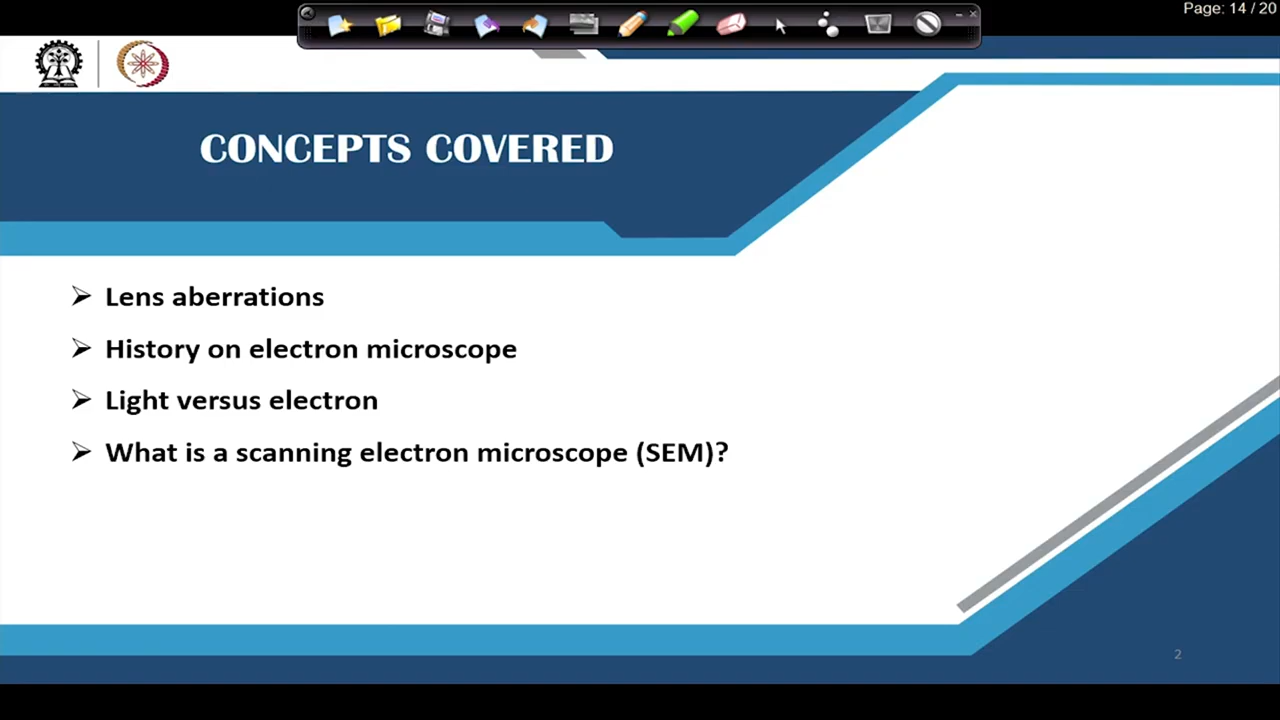 Page: 14 / 20
CONCEPTS COVERED
➢ Lens aberrations
➢ History on electron microscope
➢ Light versus electron
➢ What is a scanning electron microscope (SEM)?
2